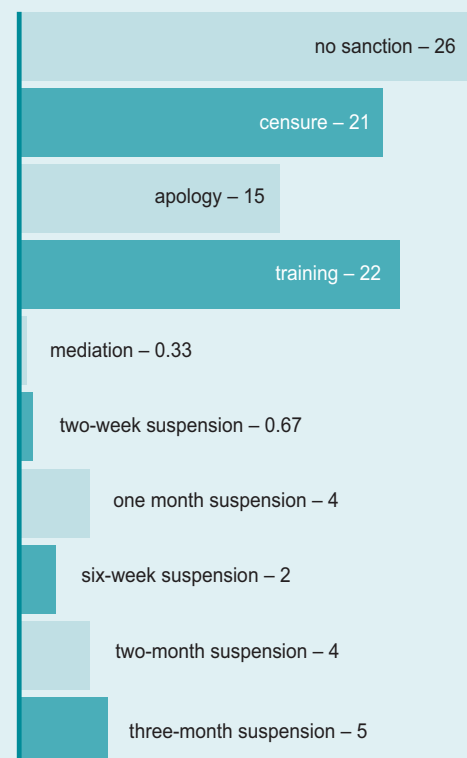 no sanction – 26
censure – 21
apology – 15
training – 22
mediation – 0.33
two-week suspension – 0.67
one month suspension – 4
six-week suspension – 2
two-month suspension – 4
three-month suspension – 5